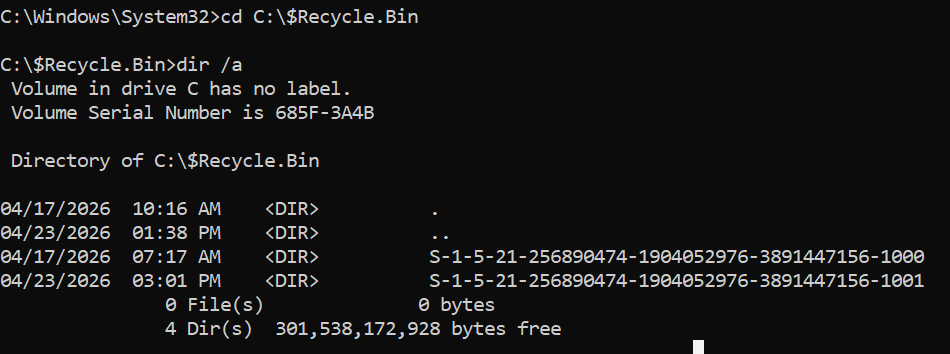 C:\Windows\System32>cd C:\$Recycle.Bin
C:\$Recycle.Bin>dir /a
 Volume in drive C has no label.
 Volume Serial Number is 685F-3A4B
 Directory of C:\$Recycle.Bin
04/17/2026  10:16 AM    <DIR>          .
04/23/2026  01:38 PM    <DIR>          ..
04/17/2026  07:17 AM    <DIR>          S-1-5-21-256890474-1904052976-3891447156-1000
04/23/2026  03:01 PM    <DIR>          S-1-5-21-256890474-1904052976-3891447156-1001
               0 File(s)              0 bytes
               4 Dir(s)  301,538,172,928 bytes free